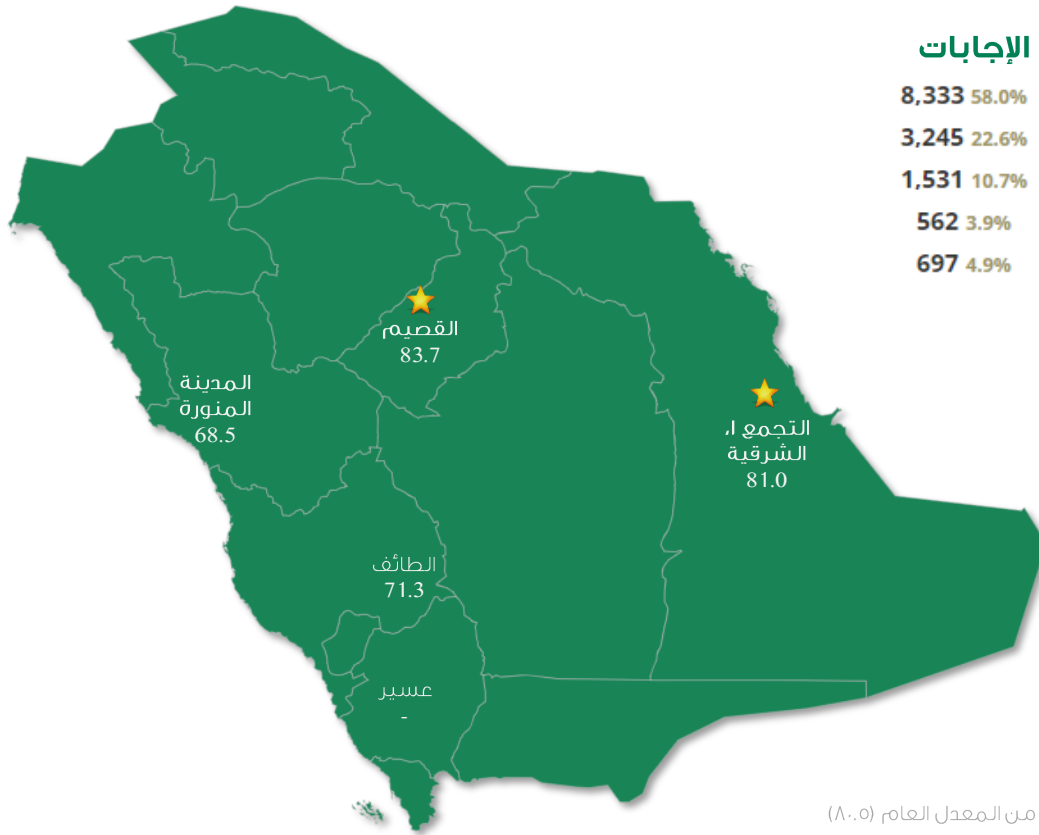 الإجابات
8,333 58.0%
3,245 22.6%
1,531 10.7%
562 3.9%
697 4.9%
القصيم
83.7
المدينة
المنورة
68.5
التجمع ١،
الشرقية
81.0
الطائف
71.3
عسير
-
من المعدل العام (٨٠.٥)